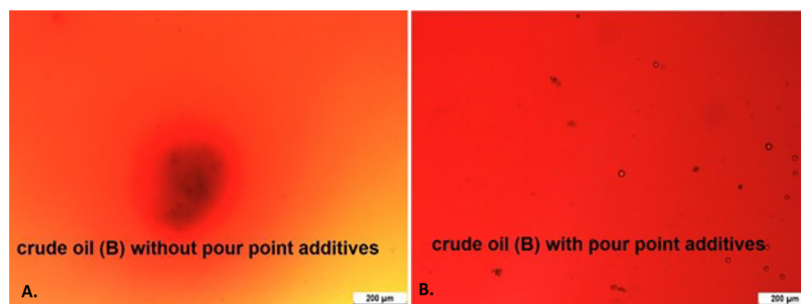 crude oil (B) without pour point additives
A.
200 µm
crude oil (B) with pour point additives
B.
200 µm